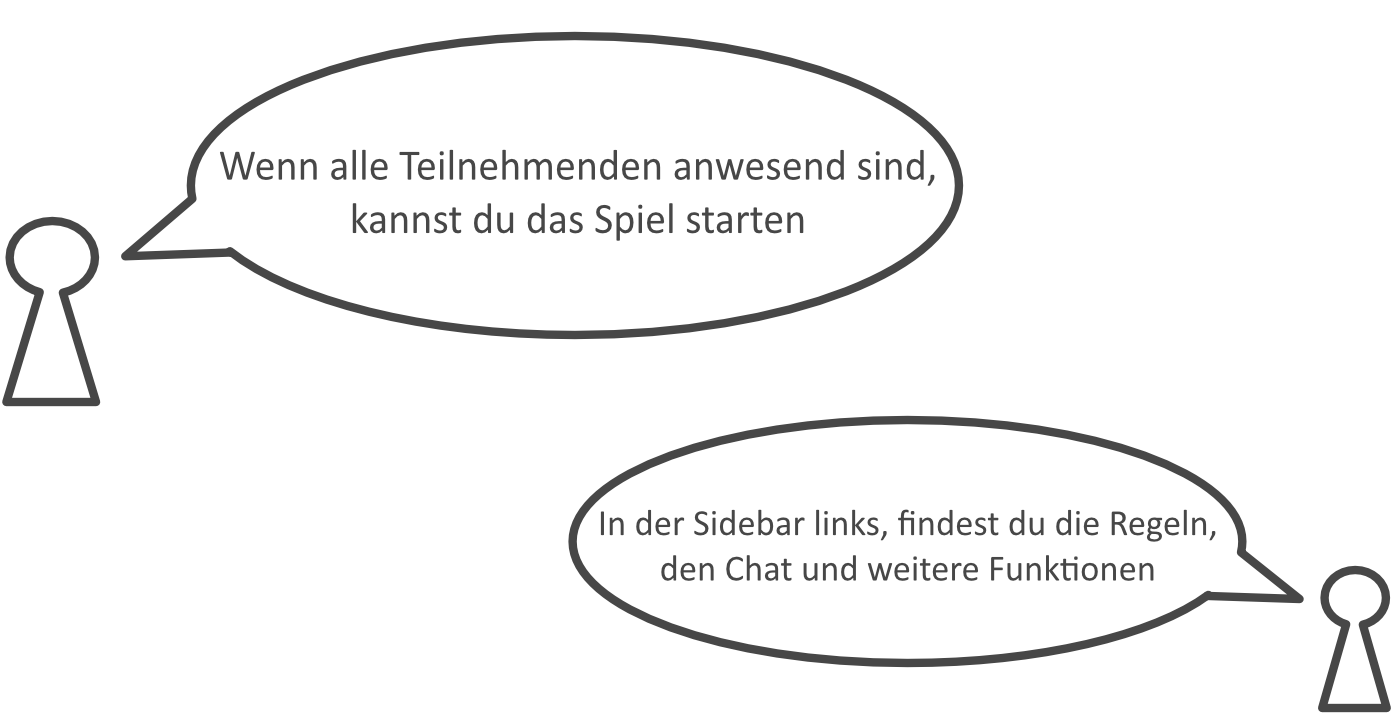 Wenn alle Teilnehmenden anwesend sind,
kannst du das Spiel starten
In der Sidebar links, findest du die Regeln,
den Chat und weitere Funktionen